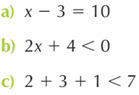 a) x − 3 = 10
b) 2x + 4 < 0
c) 2 + 3 + 1 < 7